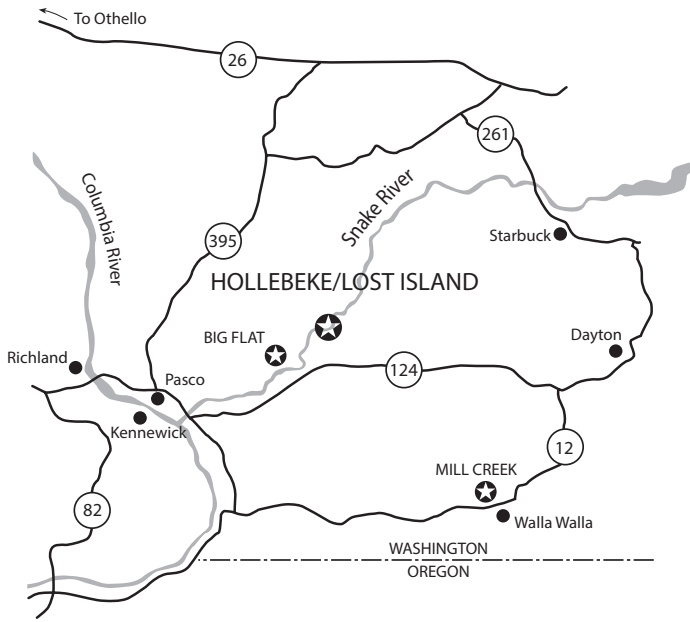 To Othello
26
261
Columbia River
Snake River
395
Starbuck
HOLLEBEKE/LOST ISLAND
BIG FLAT
Dayton
Richland
124
Pasco
Kennewick
12
MILL CREEK
82
Walla Walla
WASHINGTON
OREGON